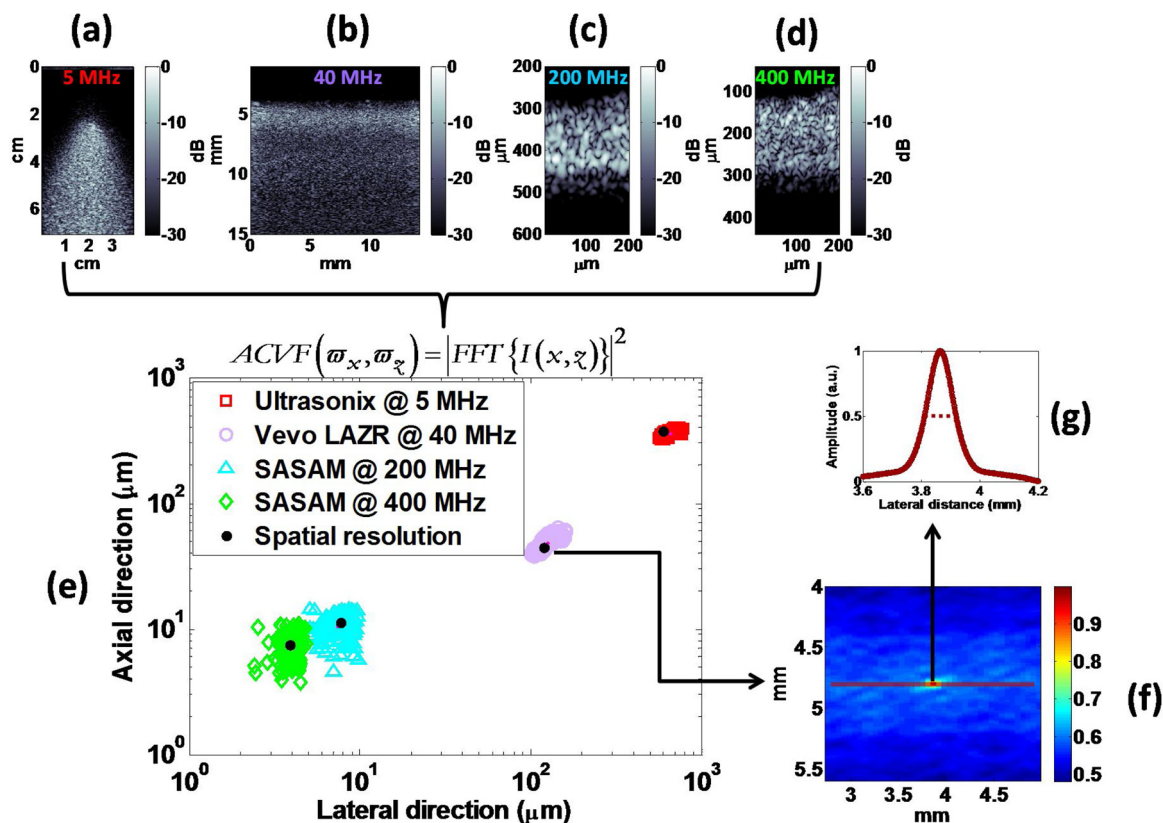 (a)
(b)
(c)
(d)
5 MHz
0
2
4
6
cm
1 2 3
cm
0
-10
-20
-30
dB
40 MHz
5
10
15
mm
0 10
mm
0
-10
-20
-30
dB
200 MHz
200
300
400
500
600
μm
100 200
μm
0
-10
-20
-30
dB
400 MHz
100
200
300
400
μm
100 200
μm
0
-10
-20
-30
dB
ACVF(ϖ_x, ϖ_z) = |FFT{I(x,z)}|²
(e)
10³
10²
10¹
10⁰
Axial direction (μm)
Ultrasonix @ 5 MHz
Vevo LAZR @ 40 MHz
SASAM @ 200 MHz
SASAM @ 400 MHz
Spatial resolution
10⁰ 10¹ 10² 10³
Lateral direction (μm)
1
0.5
0
Amplitude (a.u.)
3.6 3.8 4 4.2
Lateral distance (mm)
(g)
4
4.5
5
5.5
mm
3 3.5 4 4.5
mm
0.9
0.8
0.7
0.6
0.5
(f)